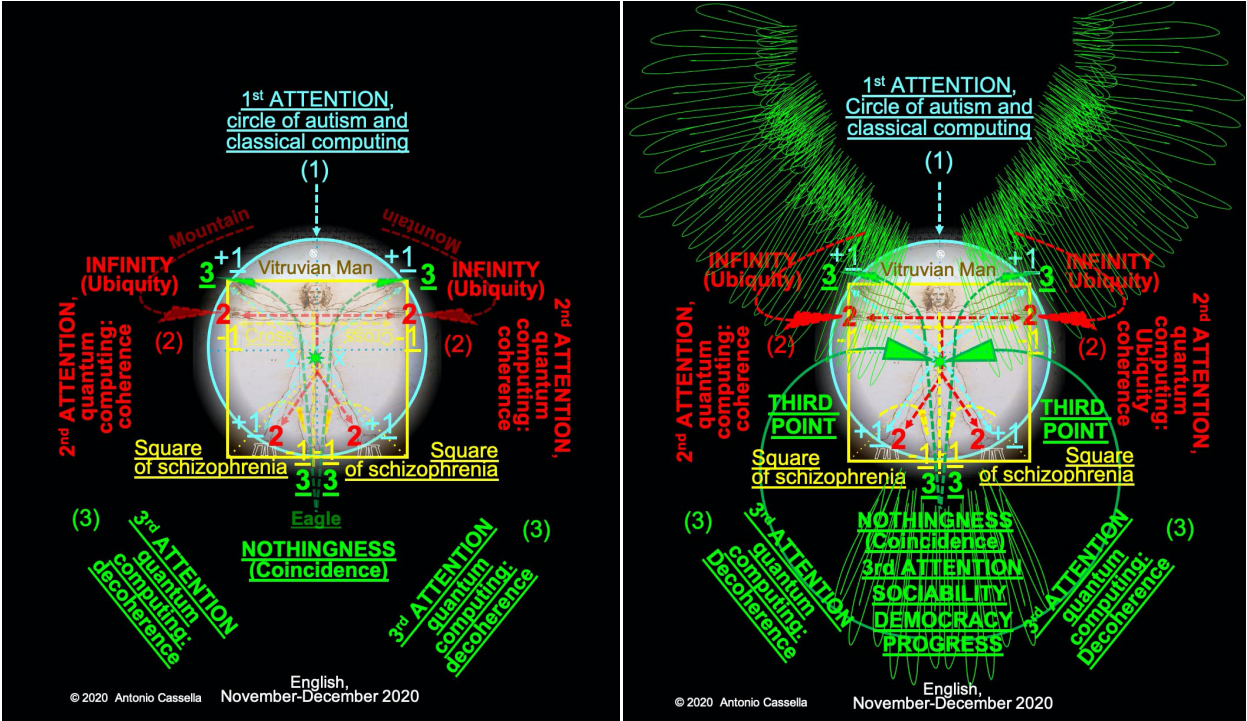 1st ATTENTION,
circle of autism and
classical computing
(1)
Mountain
Mountain
INFINITY
(Ubiquity)
INFINITY
(Ubiquity)
+1
+1
3
3
Vitruvian Man
2
2
-1
-1
(2)
(2)
2nd ATTENTION,
quantum
computing:
coherence
2nd ATTENTION,
quantum
computing:
coherence
X
X
+1
+1
2
2
Square
of schizophrenia
Square
of schizophrenia
-1
-1
3
3
Eagle
NOTHINGNESS
(Coincidence)
(3)
(3)
3rd ATTENTION
quantum
computing:
decoherence
3rd ATTENTION
quantum
computing:
decoherence
English,
November-December 2020
© 2020 Antonio Cassella
1st ATTENTION,
Circle of autism and
classical computing
(1)
INFINITY
(Ubiquity)
INFINITY
(Ubiquity)
+1
+1
3
3
Vitruvian Man
2
2
-1
(2)
(2)
2nd ATTENTION,
quantum
computing:
coherence
2nd ATTENTION,
quantum
computing:
Ubiquity
coherence
THIRD
POINT
THIRD
POINT
+1
+1
2
2
Square
of schizophrenia
Square
of schizophrenia
-1
-1
3
3
(3)
(3)
NOTHINGNESS
(Coincidence)
3rd ATTENTION
SOCIABILITY
DEMOCRACY
PROGRESS
3rd ATTENTION
quantum
computing:
Decoherence
3rd ATTENTION
quantum
computing:
Decoherence
English,
November-December 2020
© 2020 Antonio Cassella